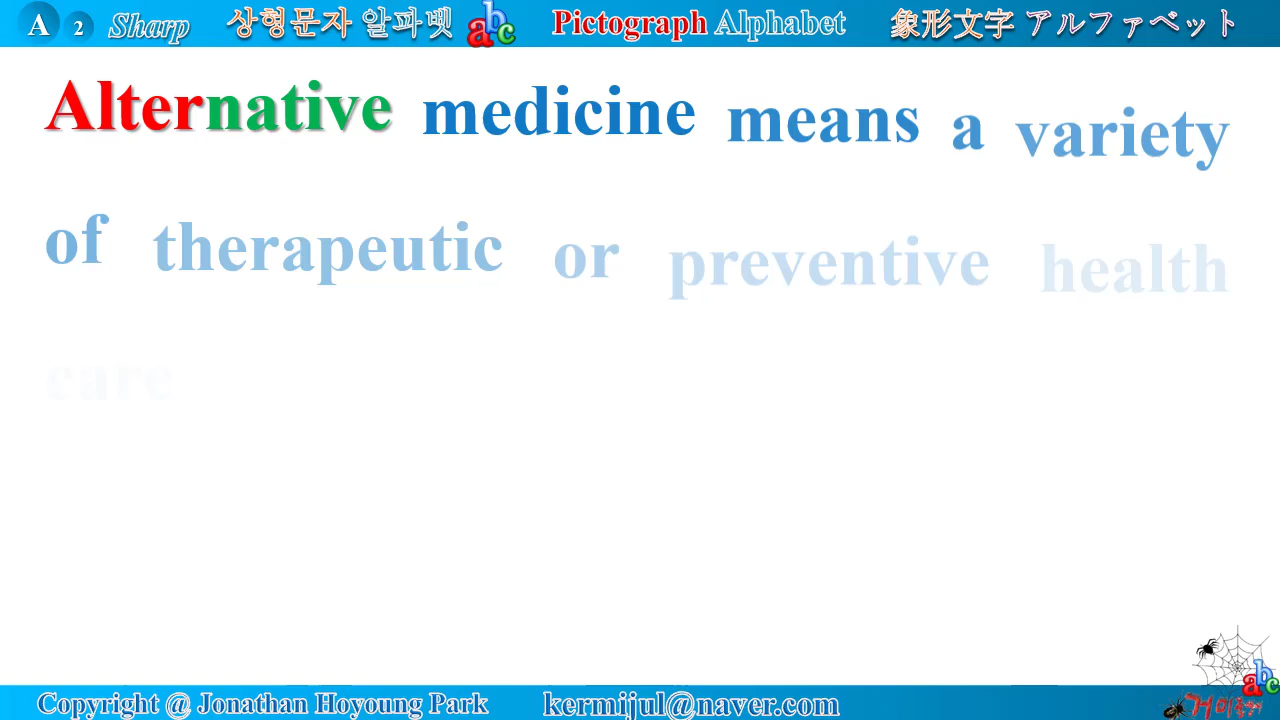 A 2 Sharp 상형문자 알파벳 abc Pictograph Alphabet 象形文字 アルファベット
Alternative medicine means a variety
of therapeutic or preventive health
care
abc
Copyright @ Jonathan Hoyoung Park kermijul@naver.com